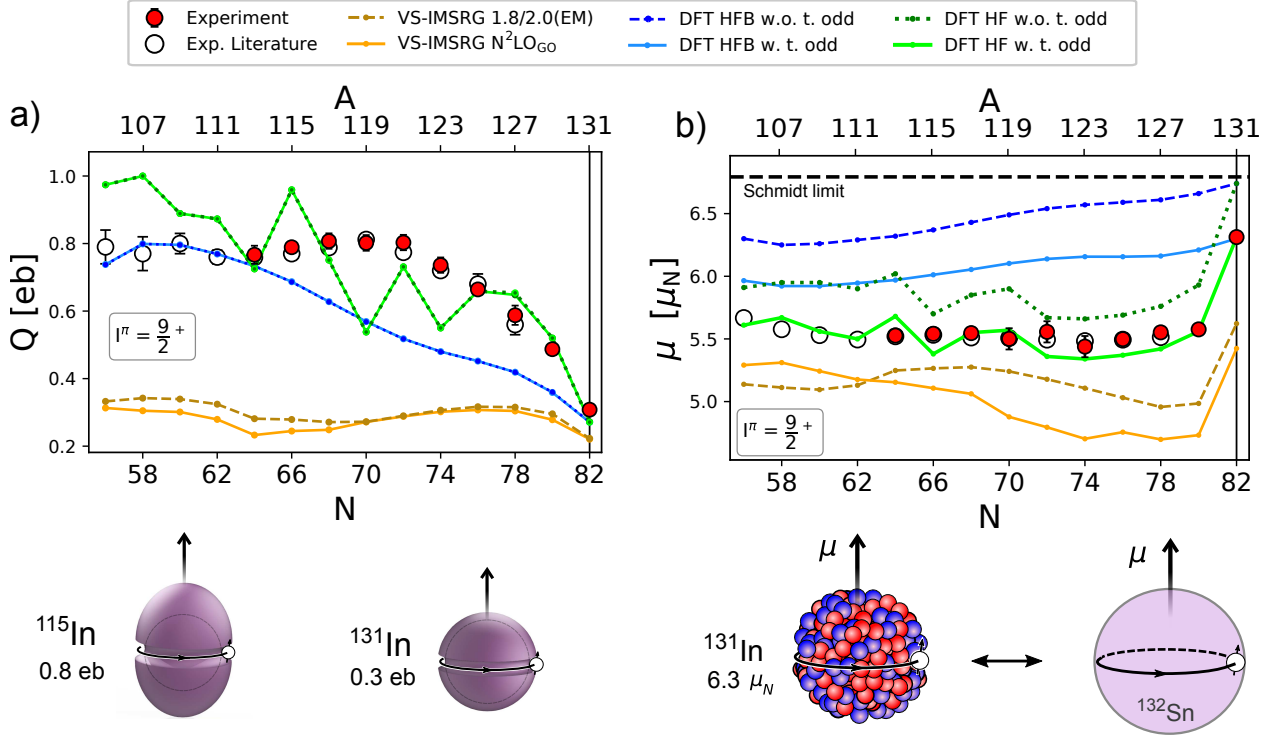 Experiment
Exp. Literature
VS-IMSRG 1.8/2.0(EM)
VS-IMSRG N²LO_GO
DFT HFB w.o. t. odd
DFT HFB w. t. odd
DFT HF w.o. t. odd
DFT HF w. t. odd
a)
A
107 111 115 119 123 127 131
Q [eb]
1.0
0.8
0.6
0.4
0.2
I^π = 9/2 +
58 62 66 70 74 78 82
N
b)
A
107 111 115 119 123 127 131
μ [μ_N]
Schmidt limit
6.5
6.0
5.5
5.0
I^π = 9/2 +
58 62 66 70 74 78 82
N
¹¹⁵In
0.8 eb
¹³¹In
0.3 eb
μ
¹³¹In
6.3 μ_N
μ
¹³²Sn